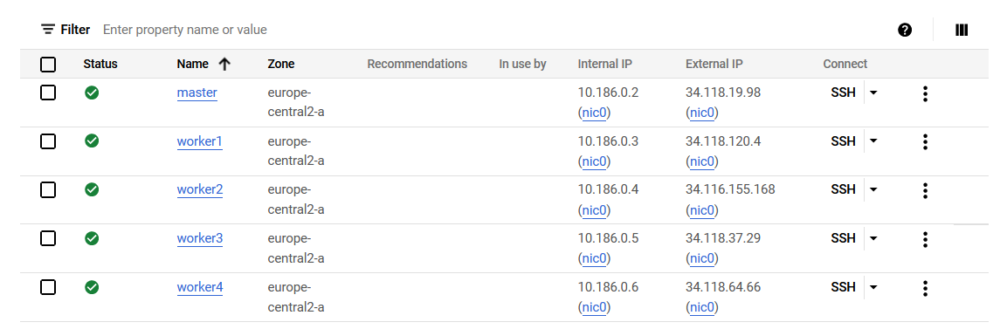 Filter Enter property name or value
Status Name Zone Recommendations In use by Internal IP External IP Connect
master europe- 10.186.0.2 34.118.19.98 SSH
central2-a (nic0) (nic0)
worker1 europe- 10.186.0.3 34.118.120.4 SSH
central2-a (nic0) (nic0)
worker2 europe- 10.186.0.4 34.116.155.168 SSH
central2-a (nic0) (nic0)
worker3 europe- 10.186.0.5 34.118.37.29 SSH
central2-a (nic0) (nic0)
worker4 europe- 10.186.0.6 34.118.64.66 SSH
central2-a (nic0) (nic0)